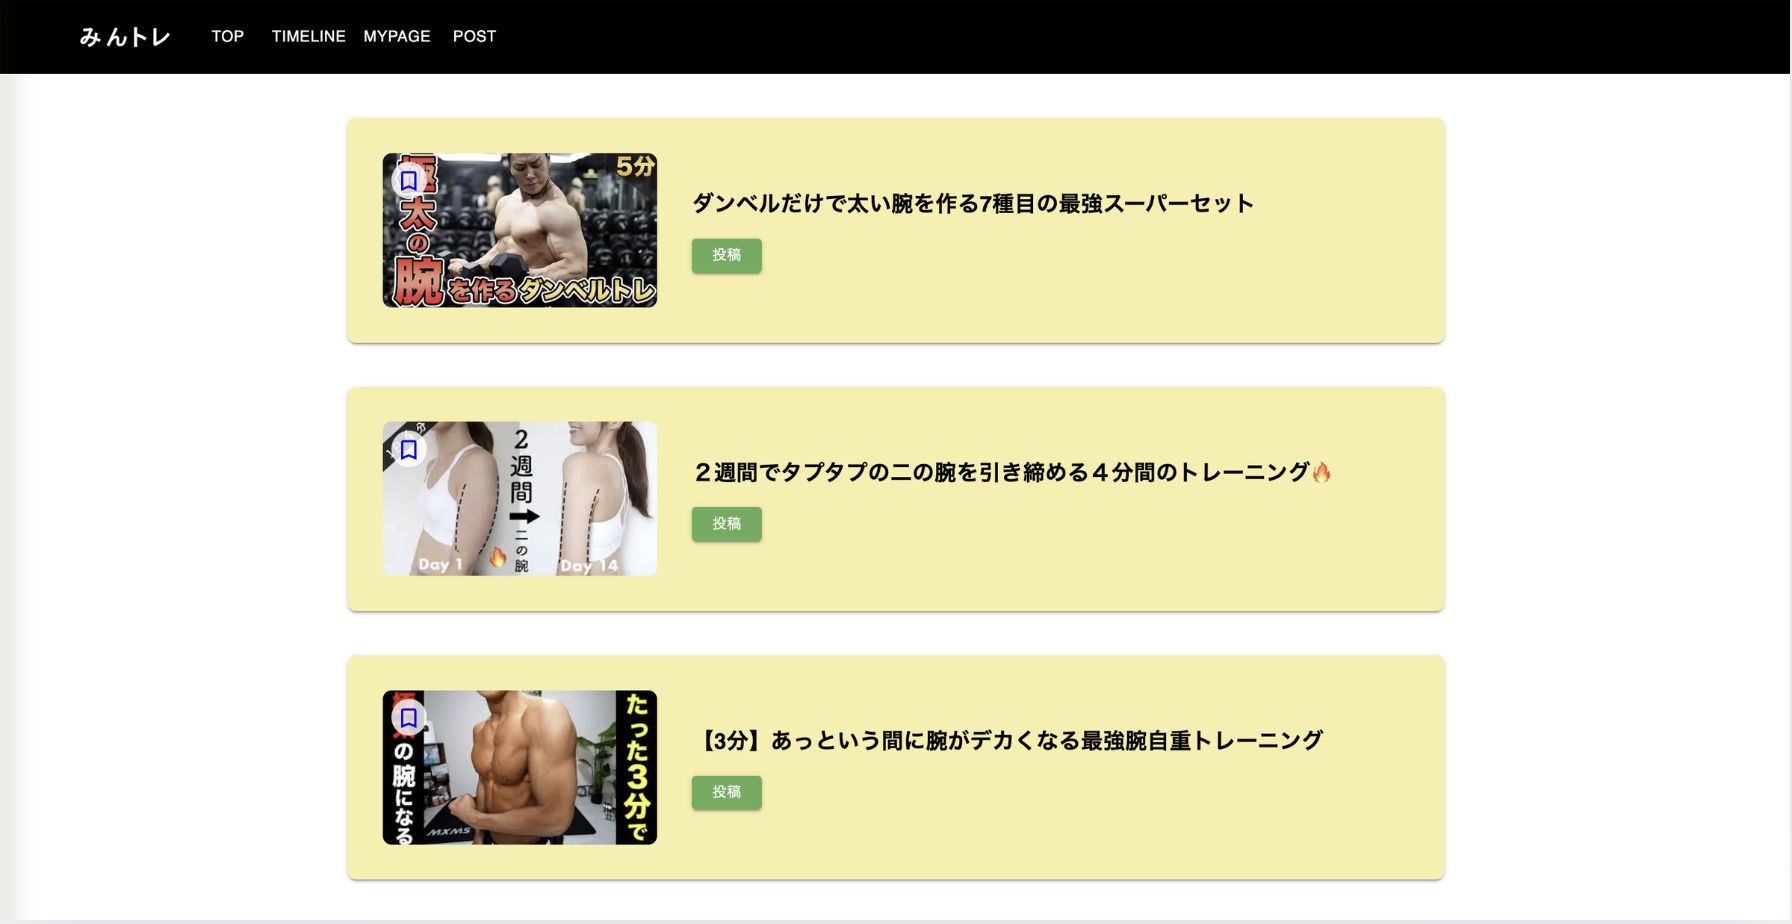 みんトレ
TOP TIMELINE MYPAGE POST
5分
太
の
腕を作るダンベルトレ
ダンベルだけで太い腕を作る7種目の最強スーパーセット
投稿
2週間
二の腕
Day 1
Day 14
２週間でタプタプの二の腕を引き締める４分間のトレーニング🔥
投稿
の腕になる
たった3分で
MXMS
【3分】あっという間に腕がデカくなる最強腕自重トレーニング
投稿